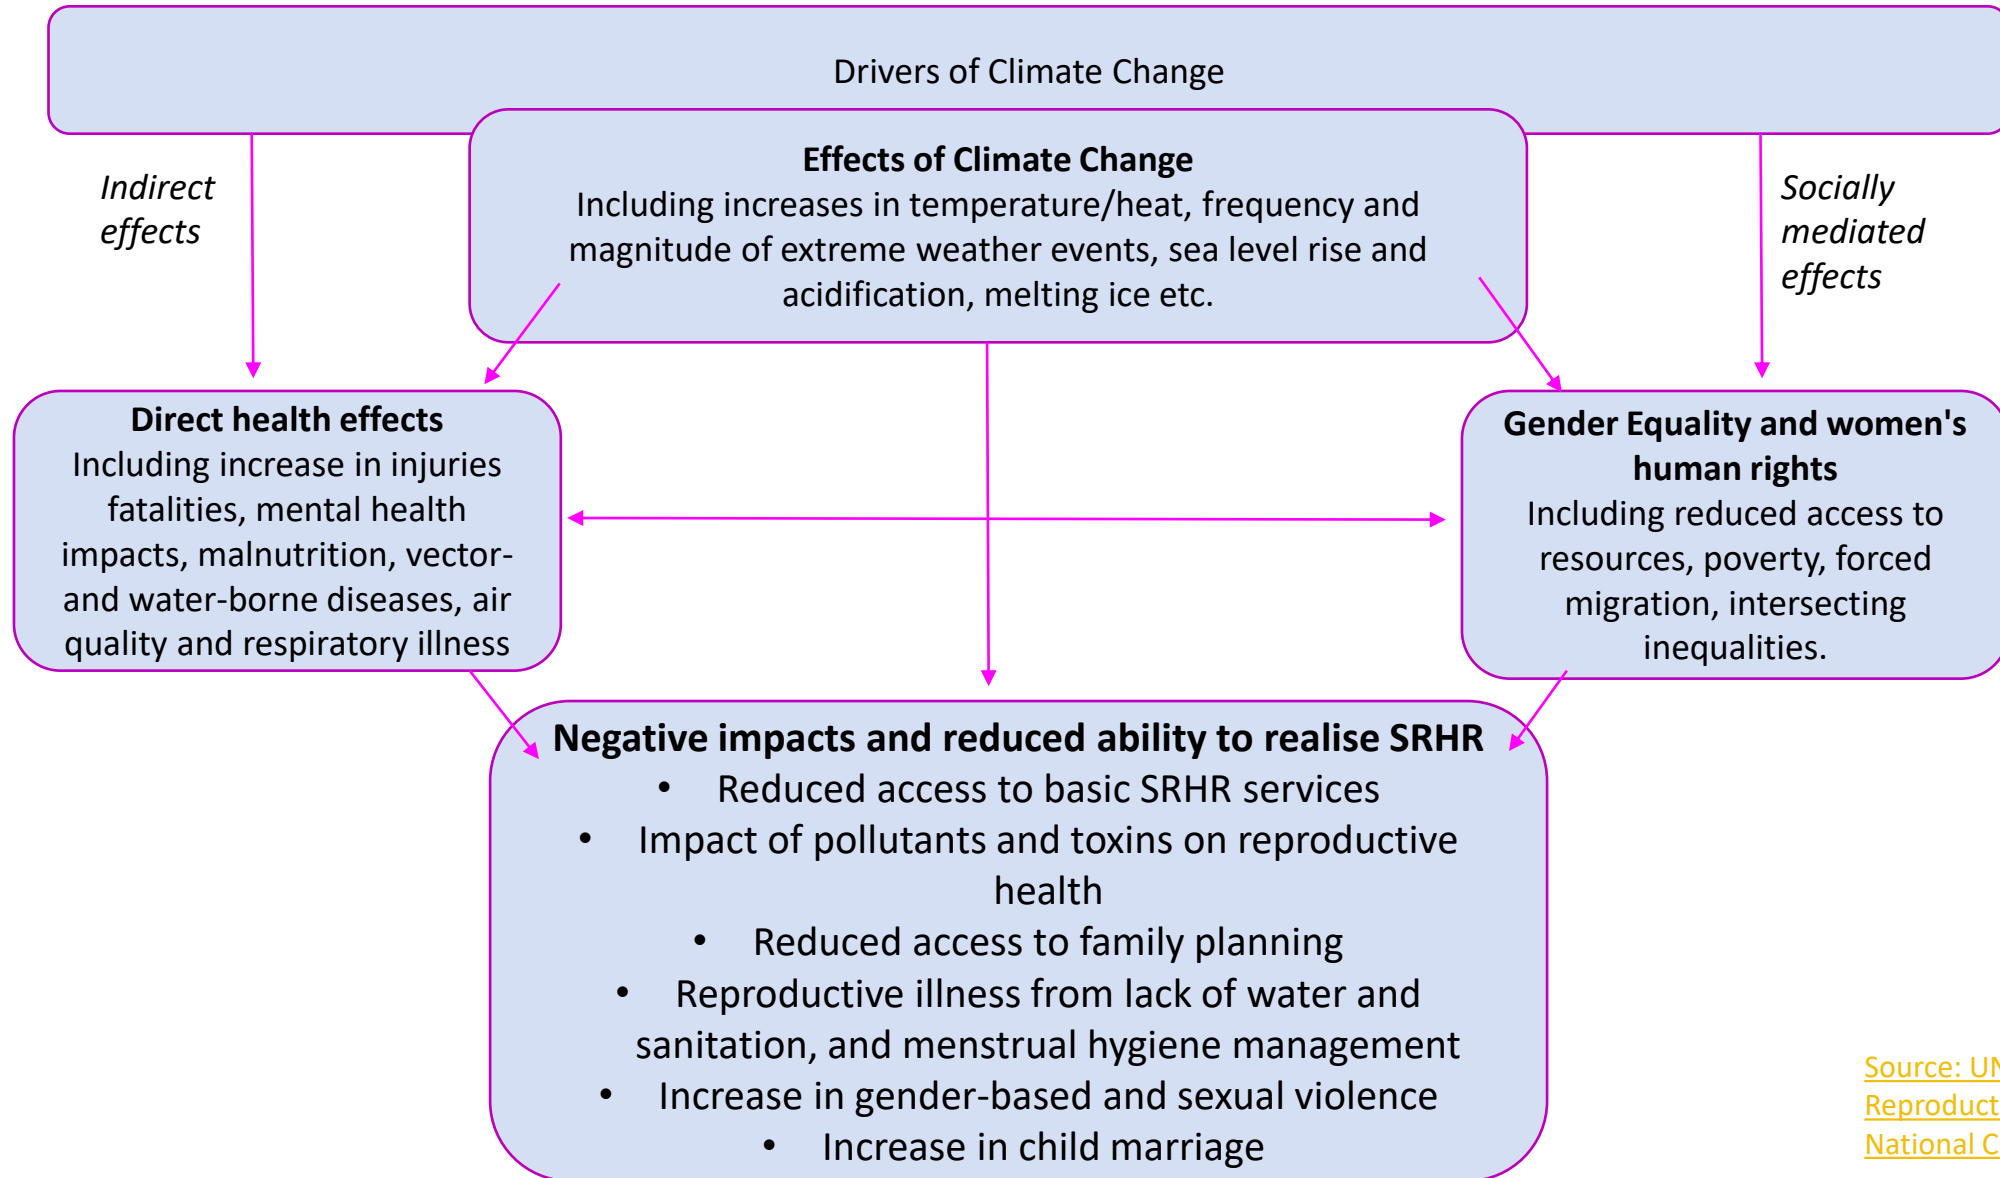 Drivers of Climate Change
Indirect
effects
Effects of Climate Change
Including increases in temperature/heat, frequency and
magnitude of extreme weather events, sea level rise and
acidification, melting ice etc.
Socially
mediated
effects
Direct health effects
Including increase in injuries
fatalities, mental health
impacts, malnutrition, vector-
and water-borne diseases, air
quality and respiratory illness
Gender Equality and women's
human rights
Including reduced access to
resources, poverty, forced
migration, intersecting
inequalities.
Negative impacts and reduced ability to realise SRHR
• Reduced access to basic SRHR services
• Impact of pollutants and toxins on reproductive
health
• Reduced access to family planning
• Reproductive illness from lack of water and
sanitation, and menstrual hygiene management
• Increase in gender-based and sexual violence
• Increase in child marriage
Source:
National